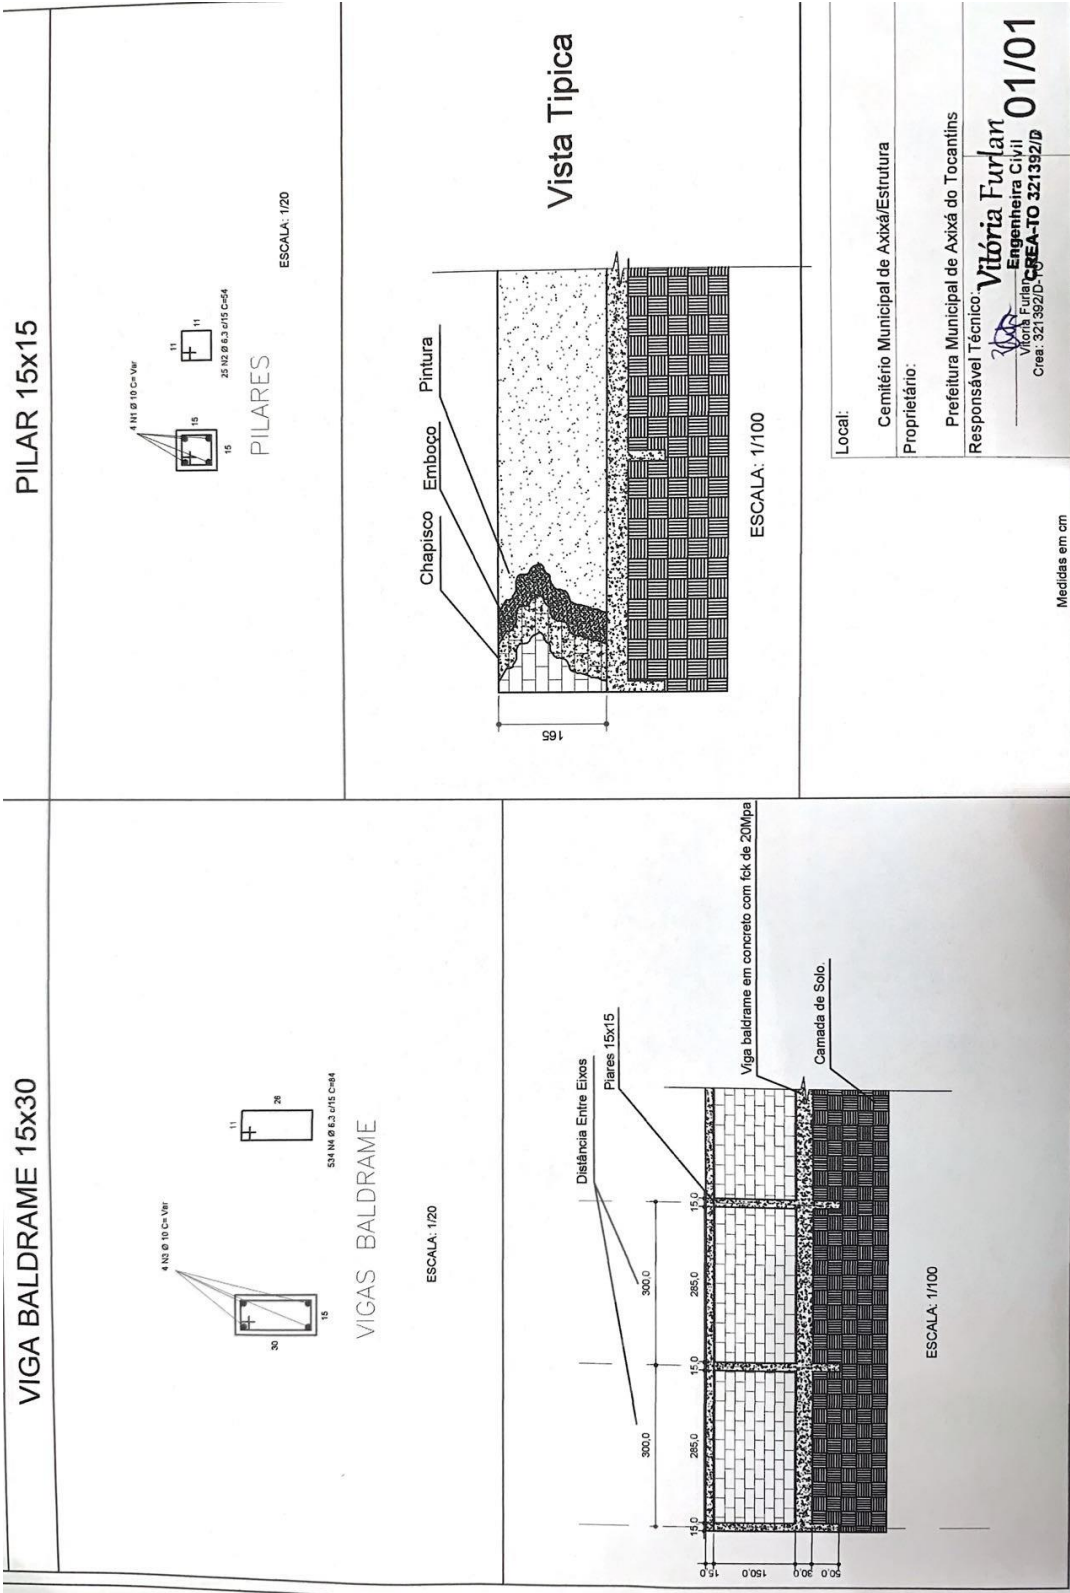 VIGA BALDRAME 15x30
4 N3 Ø 10 C= Var
30
15
11
26
534 N4 Ø 6,3 c/15 C=84
VIGAS BALDRAME
ESCALA: 1/20
PILAR 15x15
4 N1 Ø 10 C= Var
15
15
11
11
25 N2 Ø 6,3 c/15 C=54
PILARES
ESCALA: 1/20
Distância Entre Eixos
Piares 15x15
300,0
300,0
15,0
285,0
15,0
285,0
15,0
15,0
150,0
30,0
50,0
Viga baldrame em concreto com fck de 20Mpa
Camada de Solo.
ESCALA: 1/100
Chapisco
Emboço
Pintura
165
Vista Tipica
ESCALA: 1/100
Local:
Cemitério Municipal de Axixá/Estrutura
Proprietário:
Prefeitura Municipal de Axixá do Tocantins
Responsável Técnico:
Vitória Furlan
Engenheira Civil
CREA-TO 321392/D
Vitória Furlan
Crea: 321392/D-TO
01/01
Medidas em cm